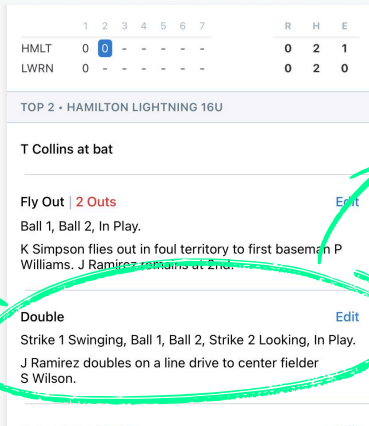 1 2 3 4 5 6 7 R H E
HMLT 0 0 - - - - - 0 2 1
LWRN 0 - - - - - - 0 2 0
TOP 2 • HAMILTON LIGHTNING 16U
T Collins at bat
Fly Out | 2 Outs Edit
Ball 1, Ball 2, In Play.
K Simpson flies out in foul territory to first baseman P
Williams. J Ramirez remains at 2nd.
Double Edit
Strike 1 Swinging, Ball 1, Ball 2, Strike 2 Looking, In Play.
J Ramirez doubles on a line drive to center fielder
S Wilson.